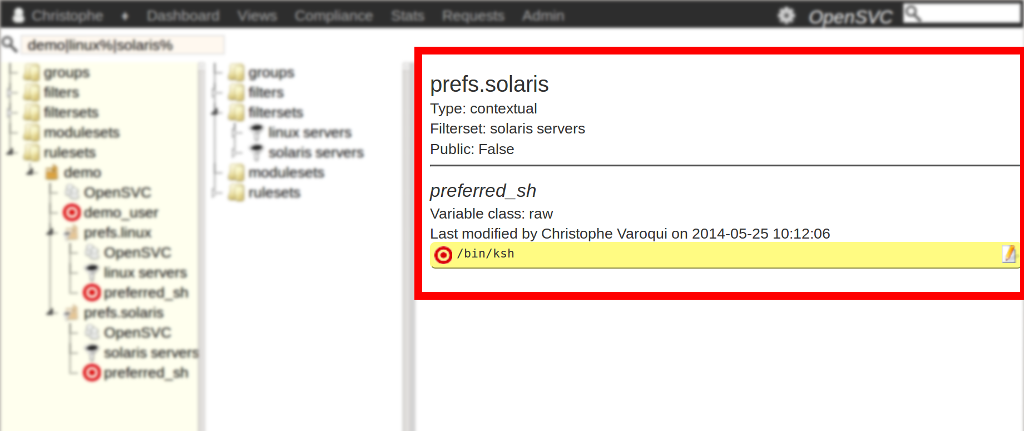 Christophe Dashboard Views Compliance Stats Requests Admin OpenSVC
demo|linux%|solaris%
groups
filters
filtersets
modulesets
rulesets
demo
OpenSVC
demo_user
prefs.linux
OpenSVC
linux servers
preferred_sh
prefs.solaris
OpenSVC
solaris servers
preferred_sh
groups
filters
filtersets
linux servers
solaris servers
modulesets
rulesets
prefs.solaris
Type: contextual
Filterset: solaris servers
Public: False
preferred_sh
Variable class: raw
Last modified by Christophe Varoqui on 2014-05-25 10:12:06
/bin/ksh